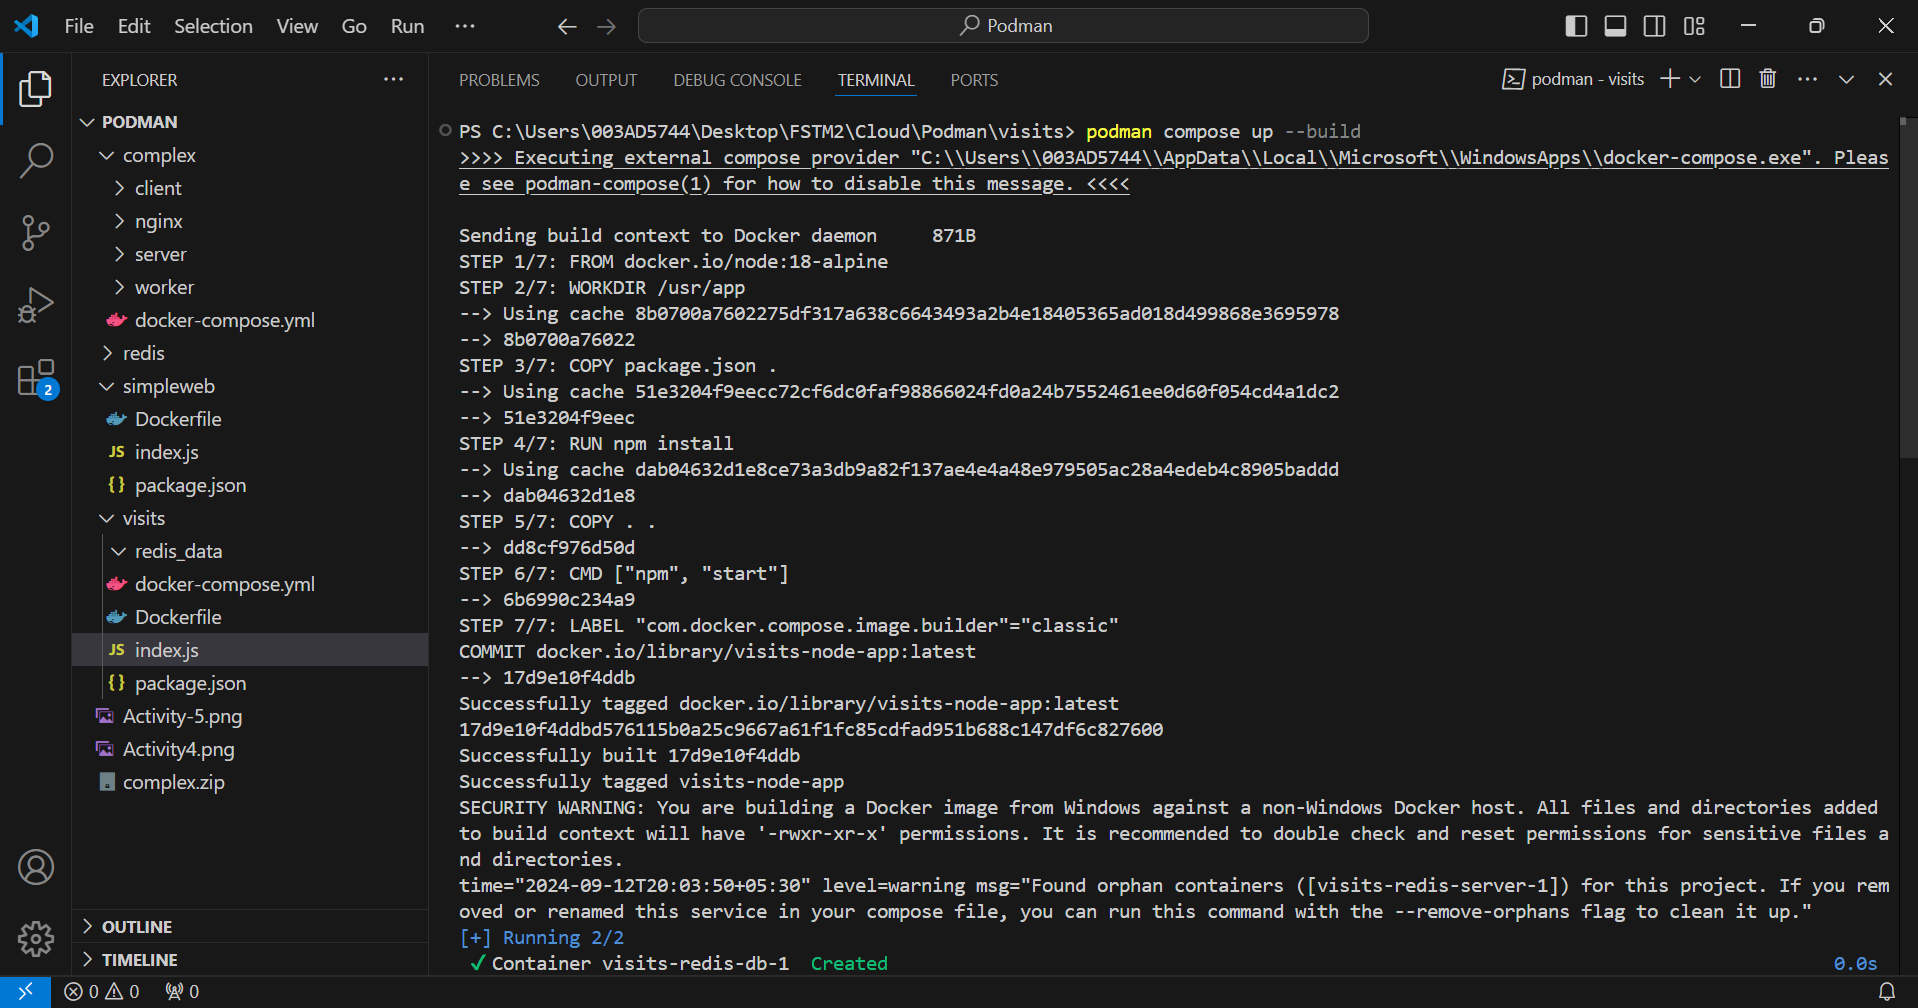 File Edit Selection View Go Run ··· Podman
EXPLORER ···
PODMAN
complex
client
nginx
server
worker
docker-compose.yml
redis
simpleweb
Dockerfile
JS index.js
{} package.json
visits
redis_data
docker-compose.yml
Dockerfile
JS index.js
{} package.json
Activity-5.png
Activity4.png
complex.zip
OUTLINE
TIMELINE
2
PROBLEMS OUTPUT DEBUG CONSOLE TERMINAL PORTS podman - visits
PS C:\Users\003AD5744\Desktop\FSTM2\Cloud\Podman\visits> podman compose up --build
>>>> Executing external compose provider "C:\\Users\\003AD5744\\AppData\\Local\\Microsoft\\WindowsApps\\docker-compose.exe". Pleas
e see podman-compose(1) for how to disable this message. <<<<
Sending build context to Docker daemon     871B
STEP 1/7: FROM docker.io/node:18-alpine
STEP 2/7: WORKDIR /usr/app
--> Using cache 8b0700a7602275df317a638c6643493a2b4e18405365ad018d499868e3695978
--> 8b0700a76022
STEP 3/7: COPY package.json .
--> Using cache 51e3204f9eecc72cf6dc0faf98866024fd0a24b7552461ee0d60f054cd4a1dc2
--> 51e3204f9eec
STEP 4/7: RUN npm install
--> Using cache dab04632d1e8ce73a3db9a82f137ae4e4a48e979505ac28a4edeb4c8905baddd
--> dab04632d1e8
STEP 5/7: COPY . .
--> dd8cf976d50d
STEP 6/7: CMD ["npm", "start"]
--> 6b6990c234a9
STEP 7/7: LABEL "com.docker.compose.image.builder"="classic"
COMMIT docker.io/library/visits-node-app:latest
--> 17d9e10f4ddb
Successfully tagged docker.io/library/visits-node-app:latest
17d9e10f4ddbd576115b0a25c9667a61f1fc85cdfad951b688c147df6c827600
Successfully built 17d9e10f4ddb
Successfully tagged visits-node-app
SECURITY WARNING: You are building a Docker image from Windows against a non-Windows Docker host. All files and directories added
to build context will have '-rwxr-xr-x' permissions. It is recommended to double check and reset permissions for sensitive files a
nd directories.
time="2024-09-12T20:03:50+05:30" level=warning msg="Found orphan containers ([visits-redis-server-1]) for this project. If you rem
oved or renamed this service in your compose file, you can run this command with the --remove-orphans flag to clean it up."
[+] Running 2/2
✓ Container visits-redis-db-1  Created 0.0s
0 0 0